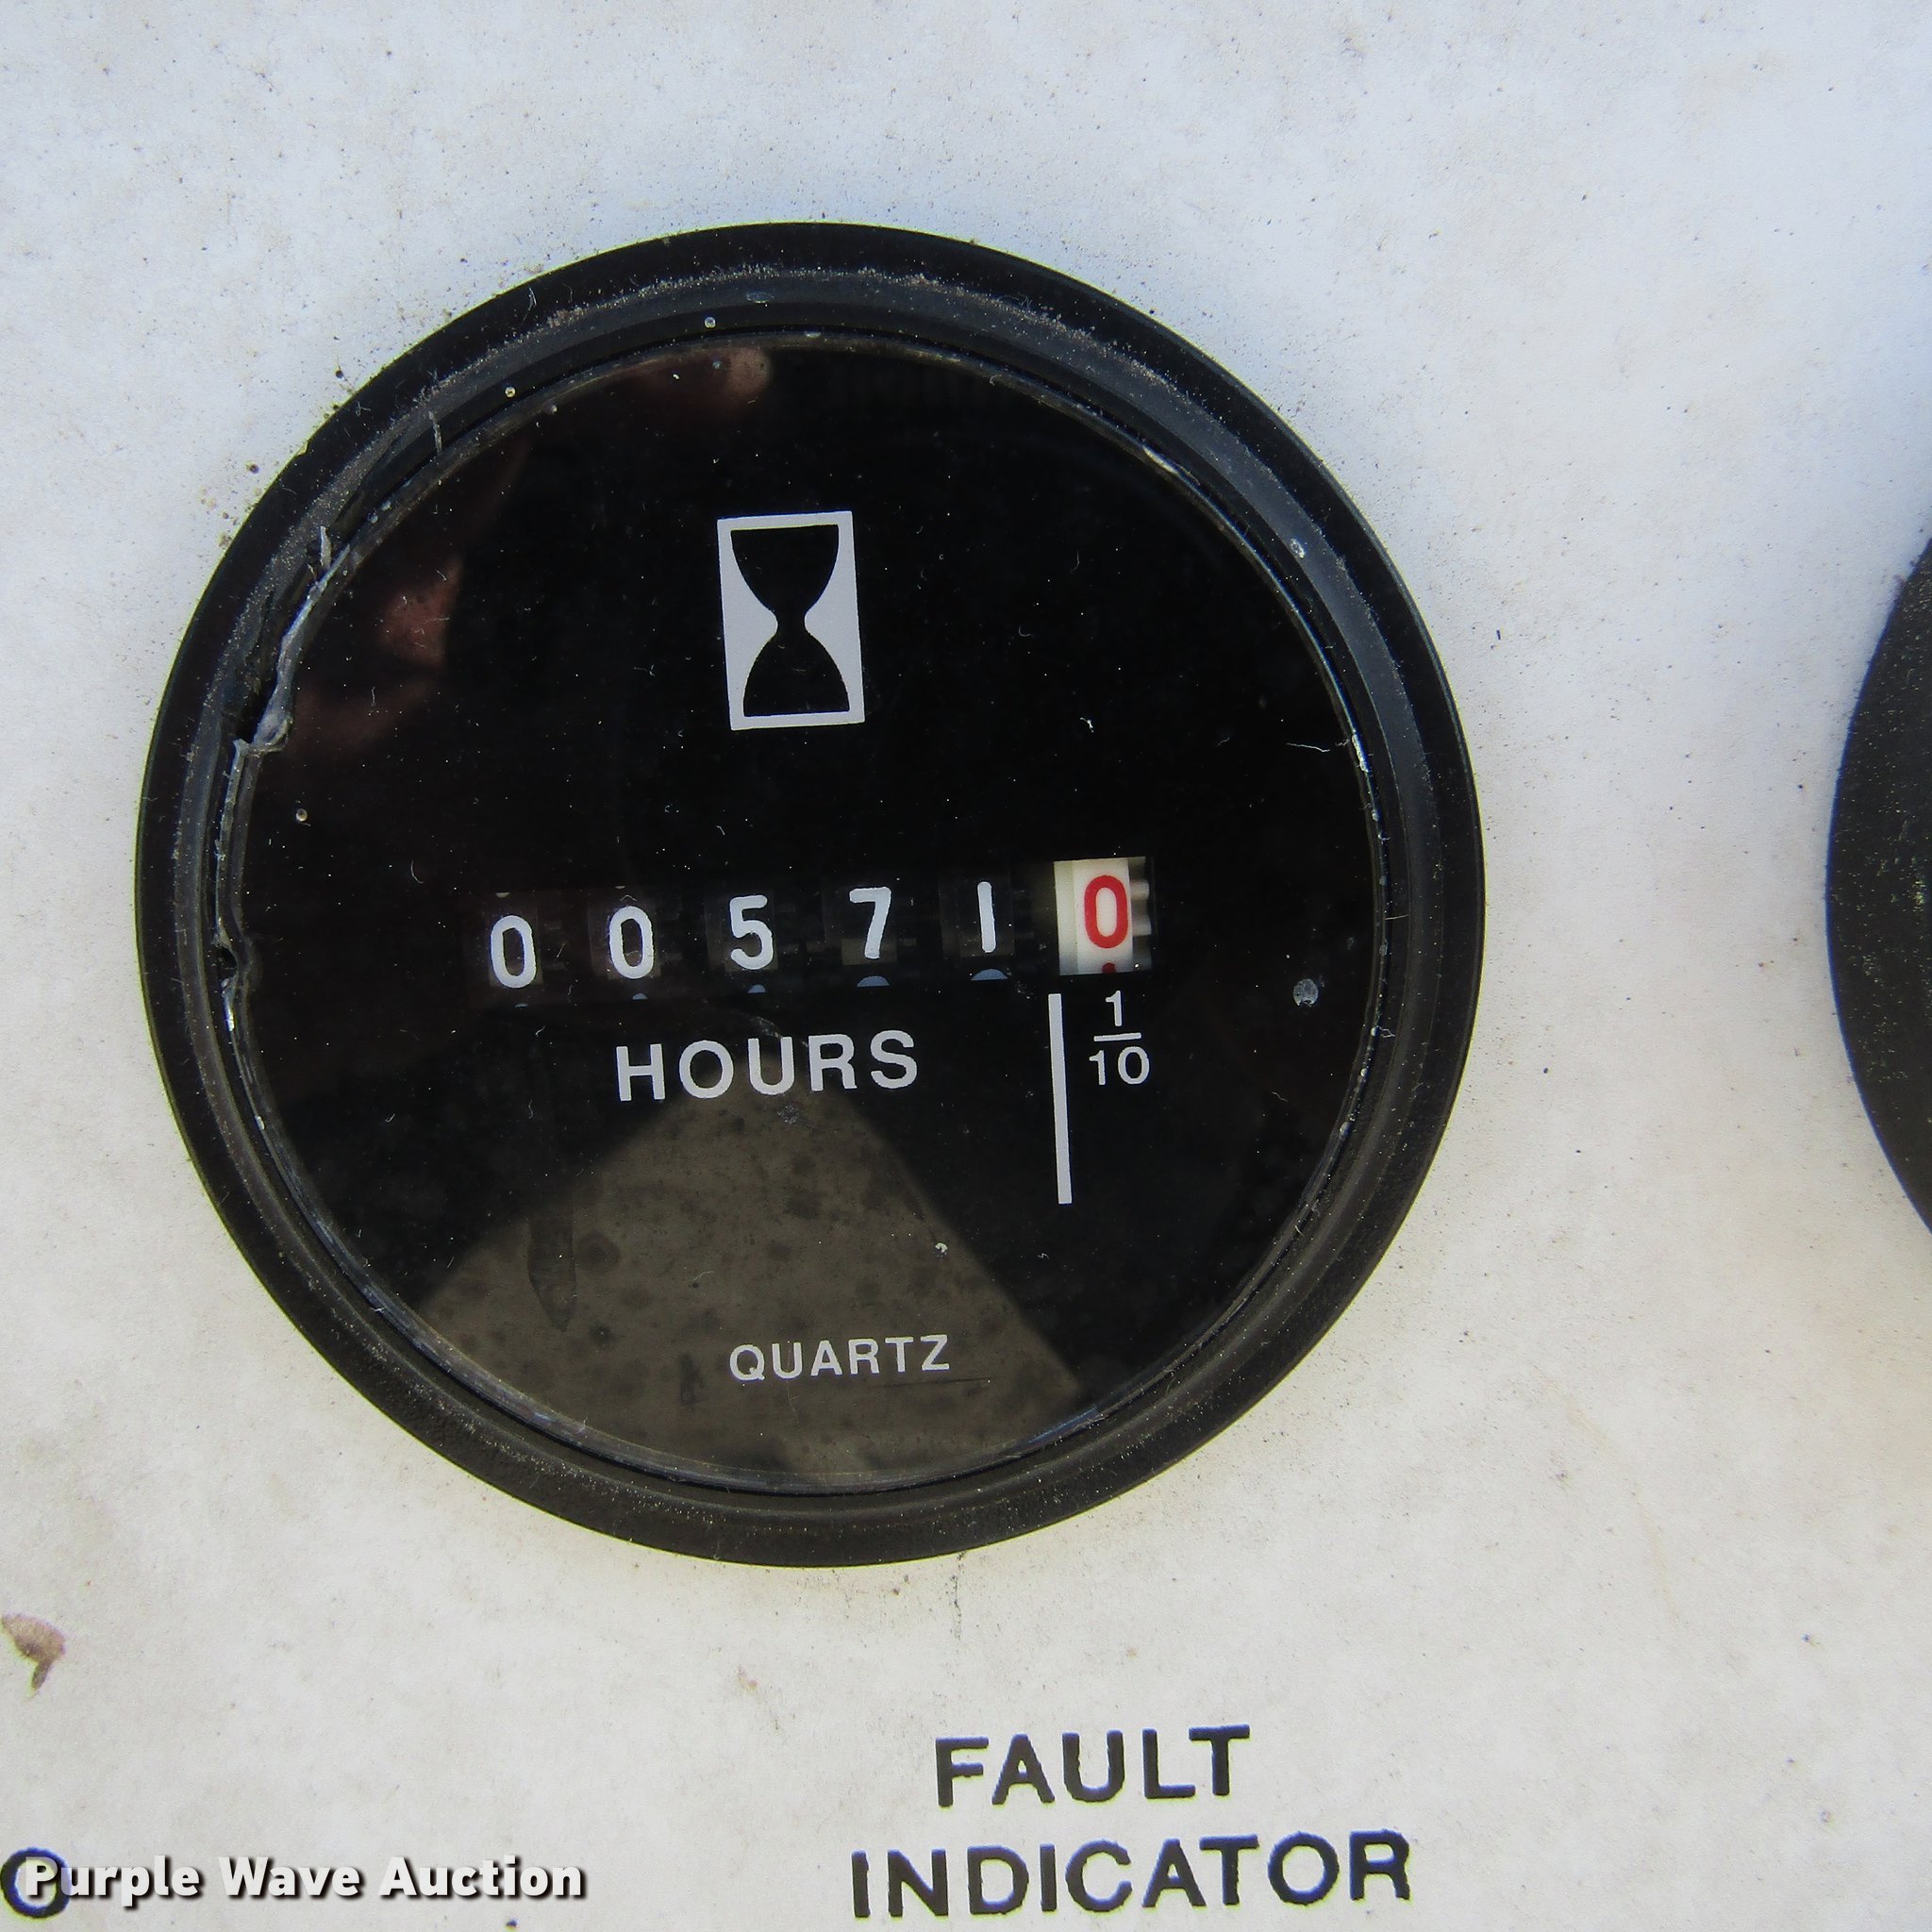 005710
HOURS
1/10
QUARTZ
FAULT
INDICATOR
O
Purple Wave Auction